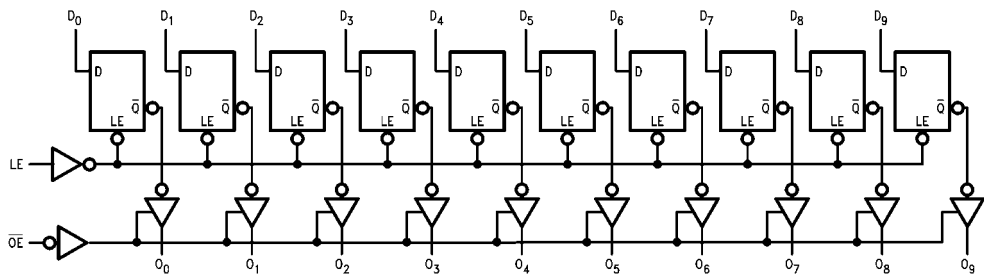 D0 D1 D2 D3 D4 D5 D6 D7 D8 D9
D D D D D D D D D D
Q̅ Q̅ Q̅ Q̅ Q̅ Q̅ Q̅ Q̅ Q̅ Q̅
LE LE LE LE LE LE LE LE LE LE
LE
O̅E̅
O0 O1 O2 O3 O4 O5 O6 O7 O8 O9